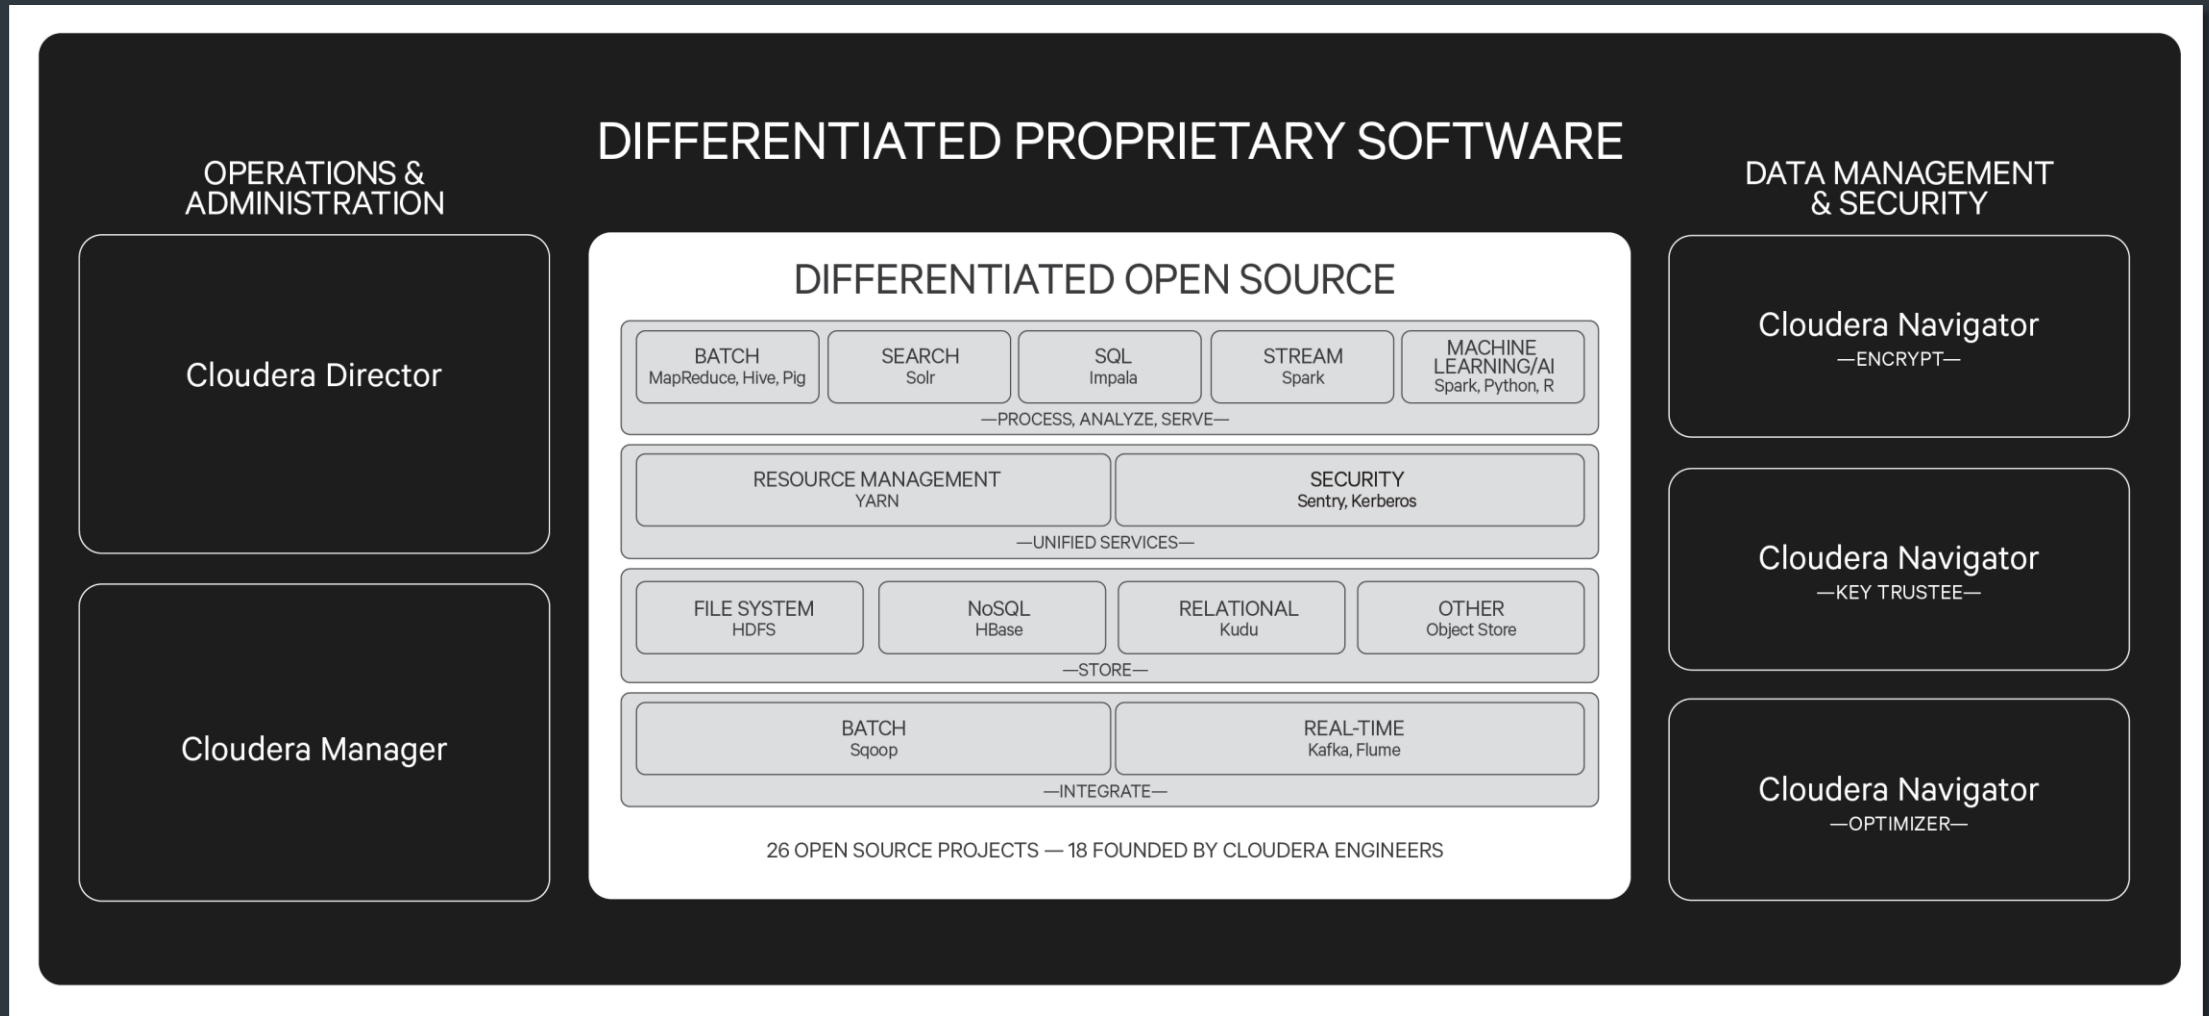 DIFFERENTIATED PROPRIETARY SOFTWARE
OPERATIONS &
ADMINISTRATION
Cloudera Director
Cloudera Manager
DIFFERENTIATED OPEN SOURCE
BATCH
MapReduce, Hive, Pig
SEARCH
Solr
SQL
Impala
STREAM
Spark
MACHINE
LEARNING/AI
Spark, Python, R
—PROCESS, ANALYZE, SERVE—
RESOURCE MANAGEMENT
YARN
SECURITY
Sentry, Kerberos
—UNIFIED SERVICES—
FILE SYSTEM
HDFS
NoSQL
HBase
RELATIONAL
Kudu
OTHER
Object Store
—STORE—
BATCH
Sqoop
REAL-TIME
Kafka, Flume
—INTEGRATE—
26 OPEN SOURCE PROJECTS — 18 FOUNDED BY CLOUDERA ENGINEERS
DATA MANAGEMENT
& SECURITY
Cloudera Navigator
—ENCRYPT—
Cloudera Navigator
—KEY TRUSTEE—
Cloudera Navigator
—OPTIMIZER—